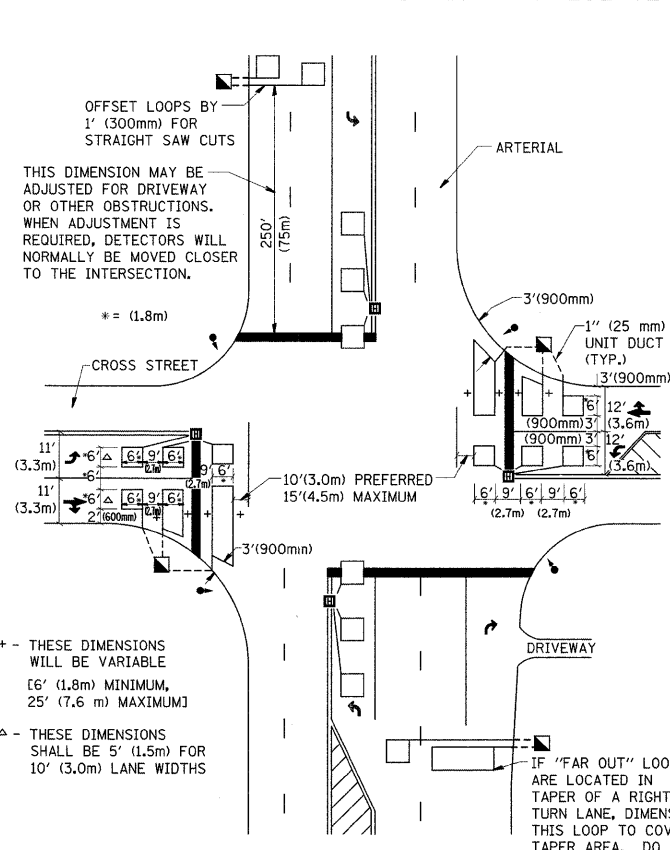 OFFSET LOOPS BY
1' (300mm) FOR
STRAIGHT SAW CUTS
ARTERIAL
THIS DIMENSION MAY BE
ADJUSTED FOR DRIVEWAY
OR OTHER OBSTRUCTIONS.
WHEN ADJUSTMENT IS
REQUIRED, DETECTORS WILL
NORMALLY BE MOVED CLOSER
TO THE INTERSECTION.
250'
(75m)
*= (1.8m)
3'(900mm)
1" (25 mm)
UNIT DUCT
(TYP.)
CROSS STREET
3'(900mm)
*6'
12'
(3.6m)
(900mm) 3'
(900mm) 3'
12'
*6'
(3.6m)
11'
(3.3m)
*6'
6' 9' 6'
(2.7m)
*6'
9' 6'
(2.7m) *
11'
(3.3m)
*6'
6' 9' 6'
(2.7m)
2' (600mm)
10'(3.0m) PREFERRED
15'(4.5m) MAXIMUM
6' 9' 6' 9' 6'
* (2.7m) * (2.7m) *
3'(900mm)
+ - THESE DIMENSIONS
WILL BE VARIABLE
[6' (1.8m) MINIMUM,
25' (7.6 m) MAXIMUM]
DRIVEWAY
△ - THESE DIMENSIONS
SHALL BE 5' (1.5m) FOR
10' (3.0m) LANE WIDTHS
IF "FAR OUT" LOO
ARE LOCATED IN
TAPER OF A RIGHT
TURN LANE, DIMENS
THIS LOOP TO COV
TAPER AREA. DO